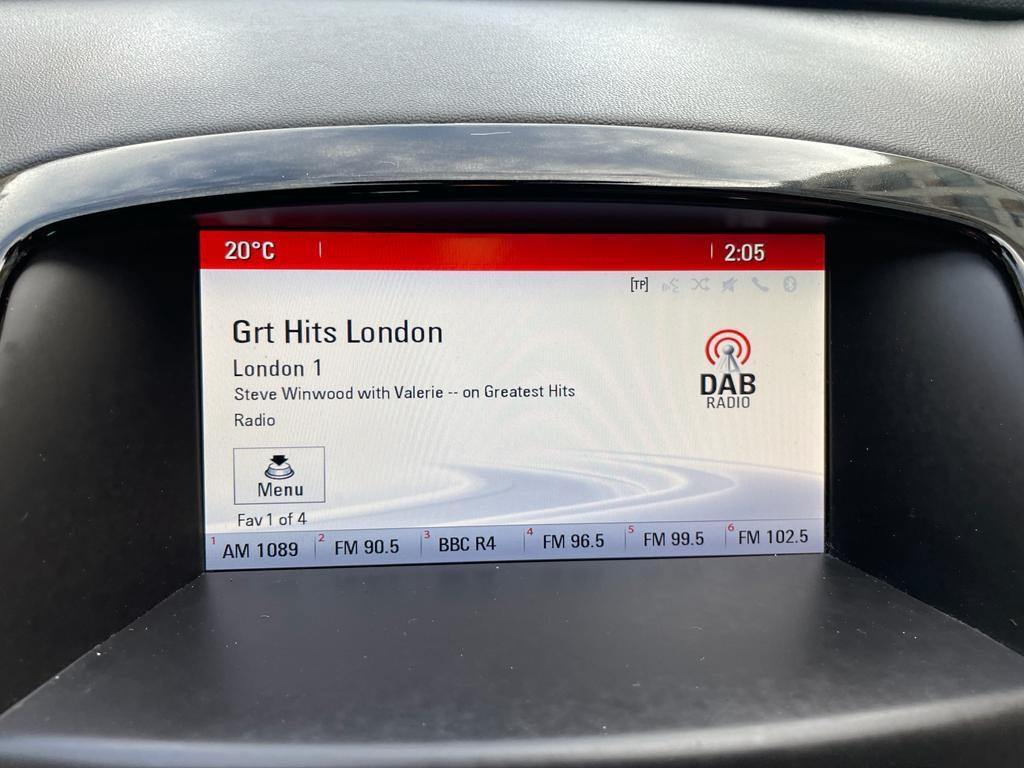 20°C 2:05
[TP]
Grt Hits London
London 1
Steve Winwood with Valerie -- on Greatest Hits
Radio
DAB
RADIO
Menu
Fav 1 of 4
1 AM 1089 2 FM 90.5 3 BBC R4 4 FM 96.5 5 FM 99.5 6 FM 102.5